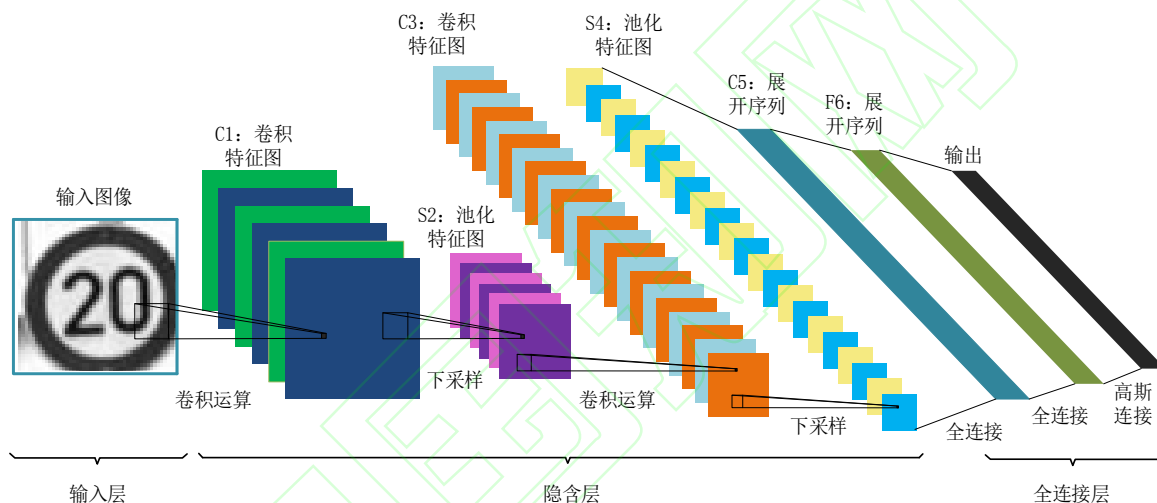 C3: 卷积
特征图
S4: 池化
特征图
C5: 展
开序列
F6: 展
开序列
输出
C1: 卷积
特征图
输入图像
S2: 池化
特征图
20
卷积运算
下采样
卷积运算
下采样
全连接
全连接
高斯
连接
输入层
隐含层
全连接层